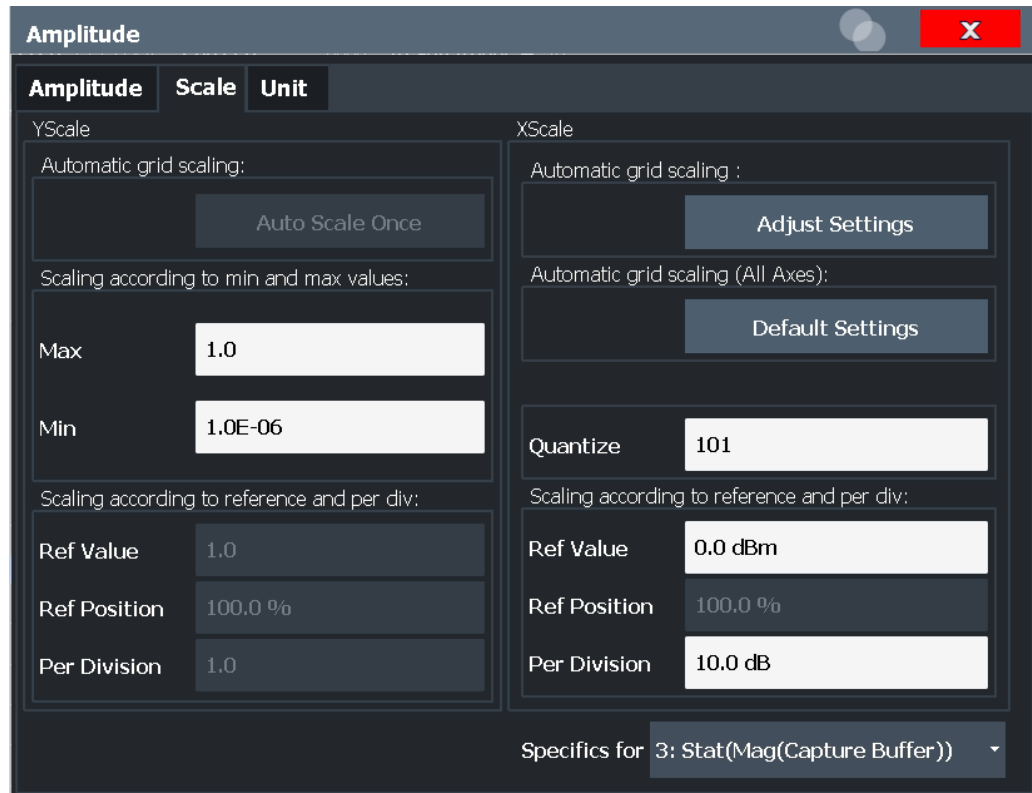 Amplitude
X
Amplitude Scale Unit
YScale
Automatic grid scaling:
Auto Scale Once
Scaling according to min and max values:
Max 1.0
Min 1.0E-06
Scaling according to reference and per div:
Ref Value 1.0
Ref Position 100.0 %
Per Division 1.0
XScale
Automatic grid scaling :
Adjust Settings
Automatic grid scaling (All Axes):
Default Settings
Quantize 101
Scaling according to reference and per div:
Ref Value 0.0 dBm
Ref Position 100.0 %
Per Division 10.0 dB
Specifics for 3: Stat(Mag(Capture Buffer))